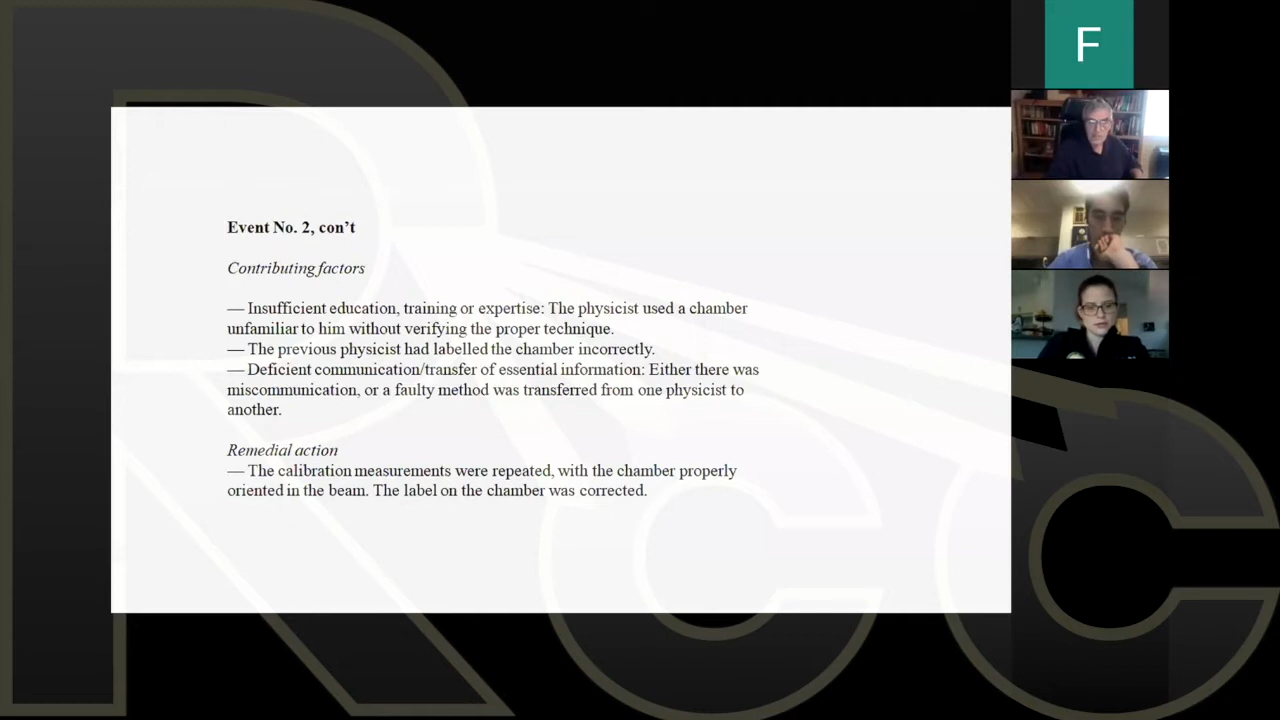 F
Event No. 2, con’t
Contributing factors
— Insufficient education, training or expertise: The physicist used a chamber
unfamiliar to him without verifying the proper technique.
— The previous physicist had labelled the chamber incorrectly.
— Deficient communication/transfer of essential information: Either there was
miscommunication, or a faulty method was transferred from one physicist to
another.
Remedial action
— The calibration measurements were repeated, with the chamber properly
oriented in the beam. The label on the chamber was corrected.
RCC